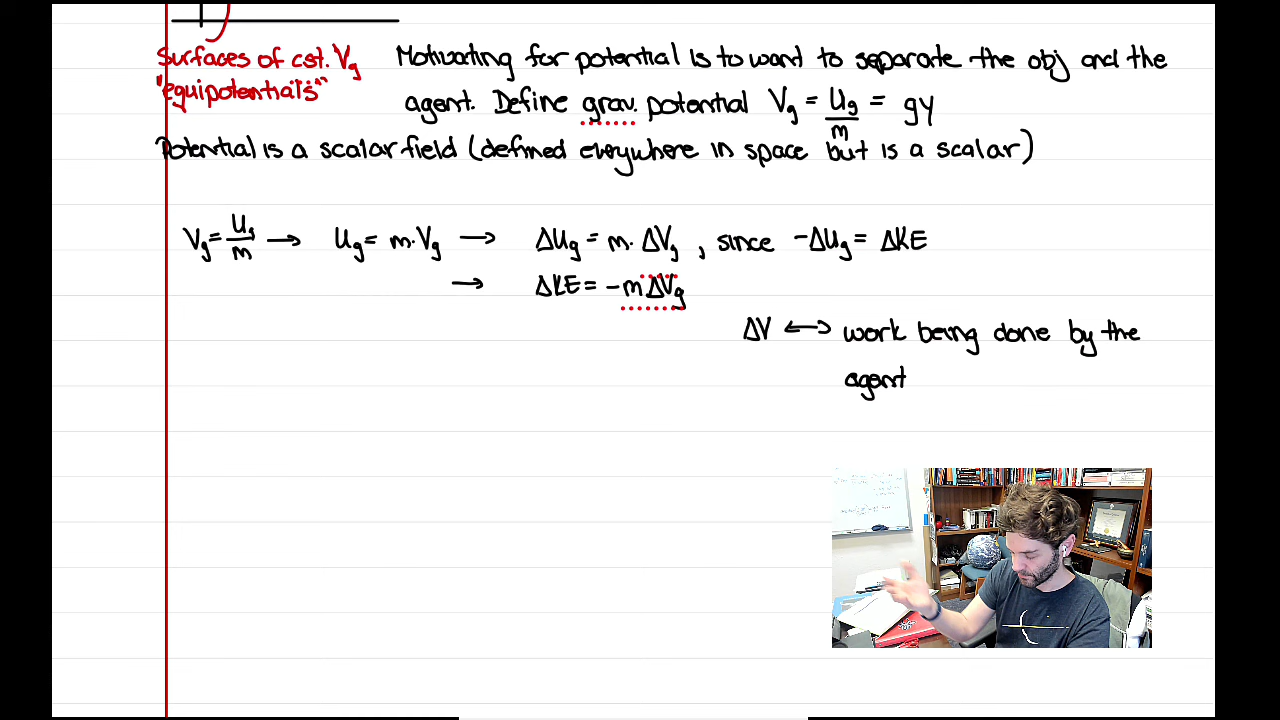 Surfaces of cst. Vg
"equipotentials"
Motivating for potential is to want to separate the obj and the
agent. Define grav. potential Vg = Ug/m = gy
Potential is a scalar field (defined everywhere in space but is a scalar)
Vg = Ug/m → Ug = m·Vg → ΔUg = m·ΔVg, since -ΔUg = ΔKE
→ ΔKE = -mΔVg
ΔV ↔ work being done by the
agent